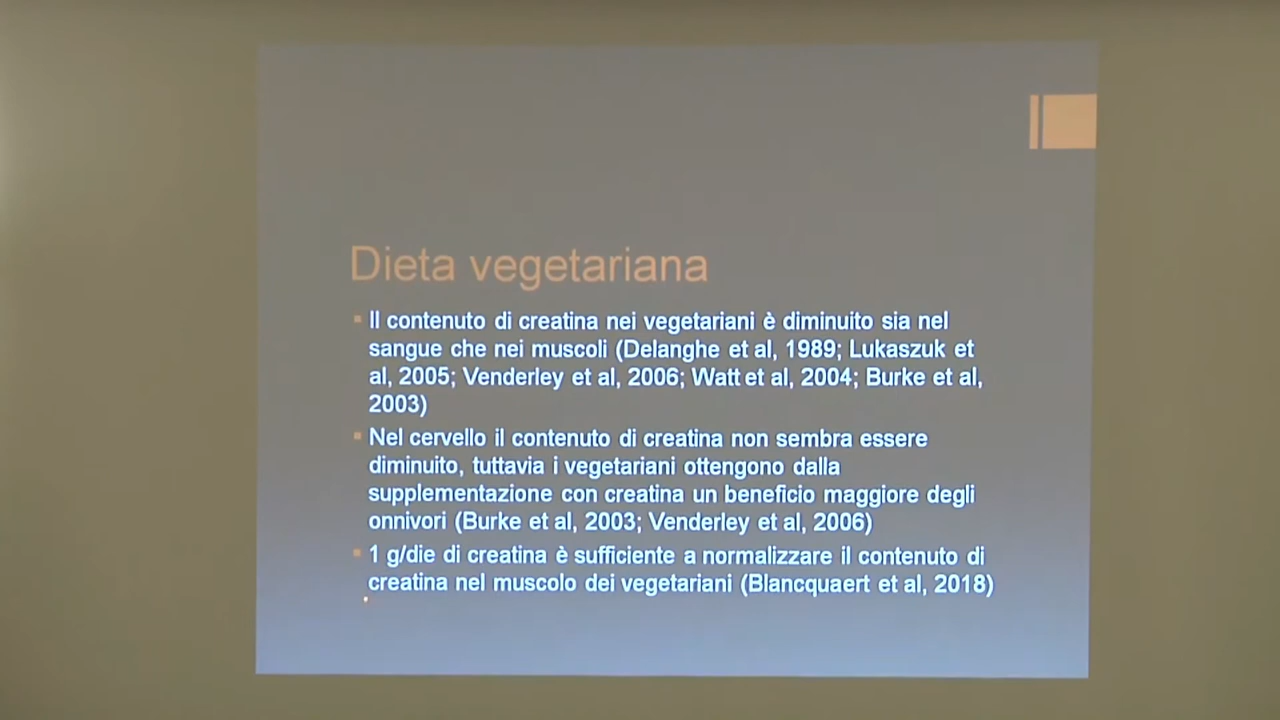 Dieta vegetariana
Il contenuto di creatina nei vegetariani è diminuito sia nel
sangue che nei muscoli (Delanghe et al, 1989; Lukaszuk et
al, 2005; Venderley et al, 2006; Watt et al, 2004; Burke et al,
2003)
Nel cervello il contenuto di creatina non sembra essere
diminuito, tuttavia i vegetariani ottengono dalla
supplementazione con creatina un beneficio maggiore degli
onnivori (Burke et al, 2003; Venderley et al, 2006)
1 g/die di creatina è sufficiente a normalizzare il contenuto di
creatina nel muscolo dei vegetariani (Blancquaert et al, 2018)